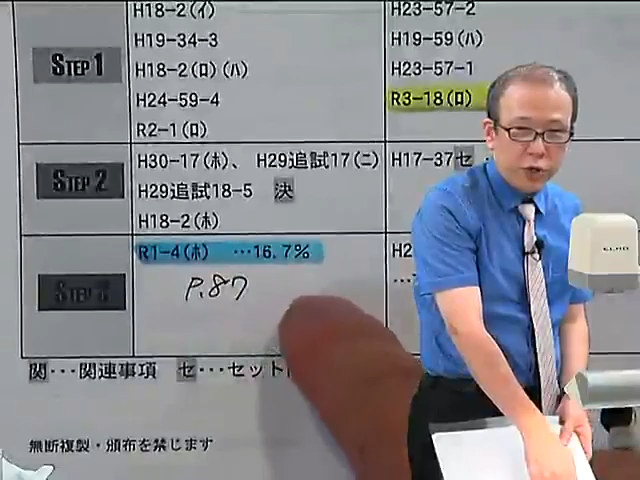 STEP 1
H18-2(イ)
H19-34-3
H18-2(ロ)(ハ)
H24-59-4
R2-1(ロ)
H23-57-2
H19-59(ハ)
H23-57-1
R3-18(ロ)
STEP 2
H30-17(ホ)、 H29追試17(ニ)
H29追試18-5 決
H18-2(ホ)
H17-37 セ
STEP 3
R1-4(ホ) …16.7%
P.87
H2
関…関連事項 セ…セット
無断複製・頒布を禁じます
ELMO